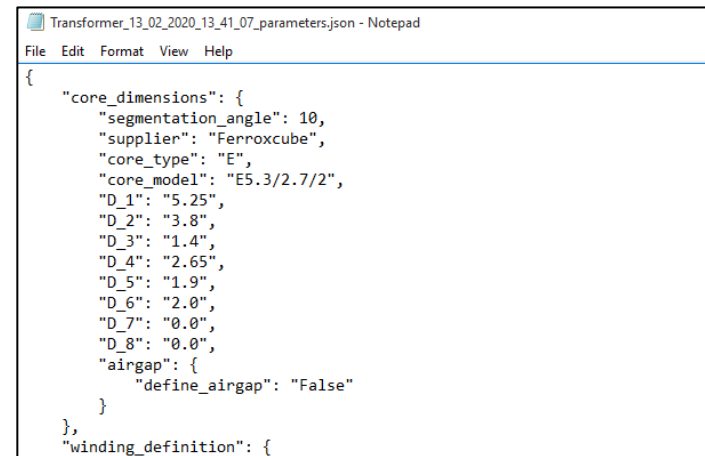 Transformer_13_02_2020_13_41_07_parameters.json - Notepad
File Edit Format View Help
{
    "core_dimensions": {
        "segmentation_angle": 10,
        "supplier": "Ferroxcube",
        "core_type": "E",
        "core_model": "E5.3/2.7/2",
        "D_1": "5.25",
        "D_2": "3.8",
        "D_3": "1.4",
        "D_4": "2.65",
        "D_5": "1.9",
        "D_6": "2.0",
        "D_7": "0.0",
        "D_8": "0.0",
        "airgap": {
            "define_airgap": "False"
        }
    },
    "winding_definition": {